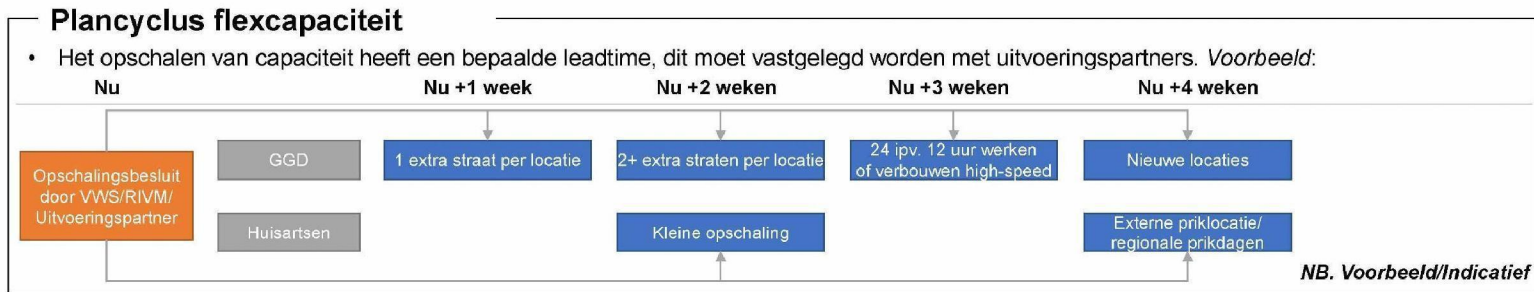 Plancyclus flexcapaciteit
• Het opschalen van capaciteit heeft een bepaalde leadtime, dit moet vastgelegd worden met uitvoeringspartners. Voorbeeld:
Nu
Nu +1 week
Nu +2 weken
Nu +3 weken
Nu +4 weken
Opschalingsbesluit
door VWS/RIVM/
Uitvoeringspartner
GGD
1 extra straat per locatie
2+ extra straten per locatie
24 ipv. 12 uur werken
of verbouwen high-speed
Nieuwe locaties
Huisartsen
Kleine opschaling
Externe priklocatie/
regionale prikdagen
NB. Voorbeeld/Indicatief